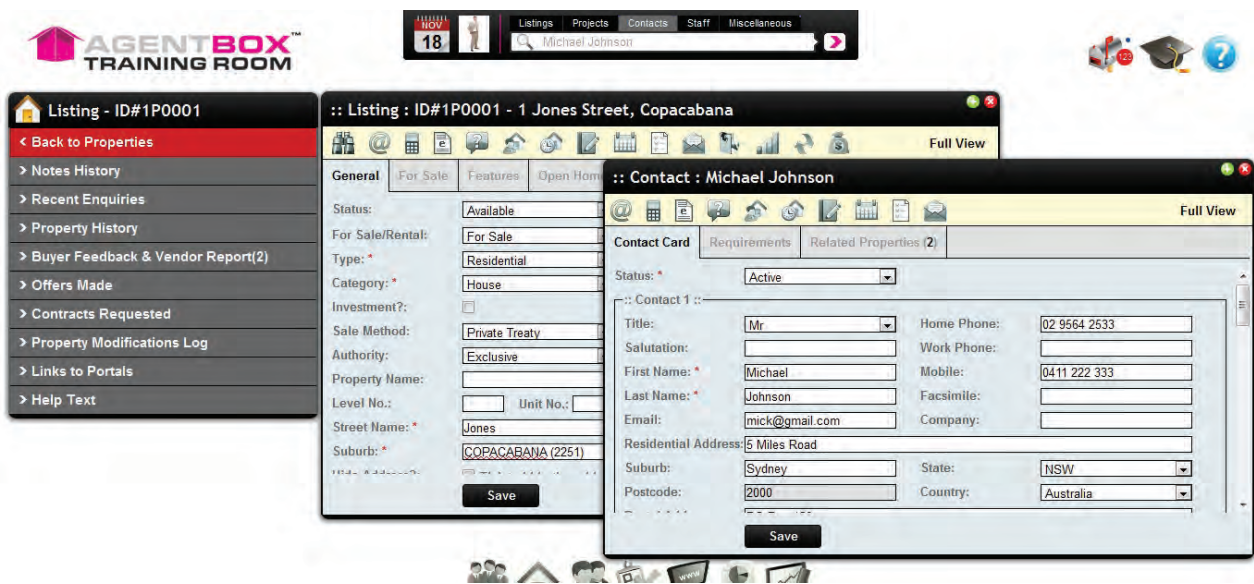 AGENTBOX™
TRAINING ROOM
NOV
18
Listings Projects Contacts Staff Miscellaneous
Michael Johnson
123
?
Listing - ID#1P0001
< Back to Properties
> Notes History
> Recent Enquiries
> Property History
> Buyer Feedback & Vendor Report(2)
> Offers Made
> Contracts Requested
> Property Modifications Log
> Links to Portals
> Help Text
:: Listing : ID#1P0001 - 1 Jones Street, Copacabana
Full View
General For Sale Features Open Hom
Status: Available
For Sale/Rental: For Sale
Type: * Residential
Category: * House
Investment?:
Sale Method: Private Treaty
Authority: Exclusive
Property Name:
Level No.: Unit No.:
Street Name: * Jones
Suburb: * COPACABANA (2251)
Save
:: Contact : Michael Johnson
Full View
Contact Card Requirements Related Properties (2)
Status: * Active
:: Contact 1 ::
Title: Mr Home Phone: 02 9564 2533
Salutation: Work Phone:
First Name: * Michael Mobile: 0411 222 333
Last Name: * Johnson Facsimile:
Email: mick@gmail.com Company:
Residential Address: 5 Miles Road
Suburb: Sydney State: NSW
Postcode: 2000 Country: Australia
Save
www